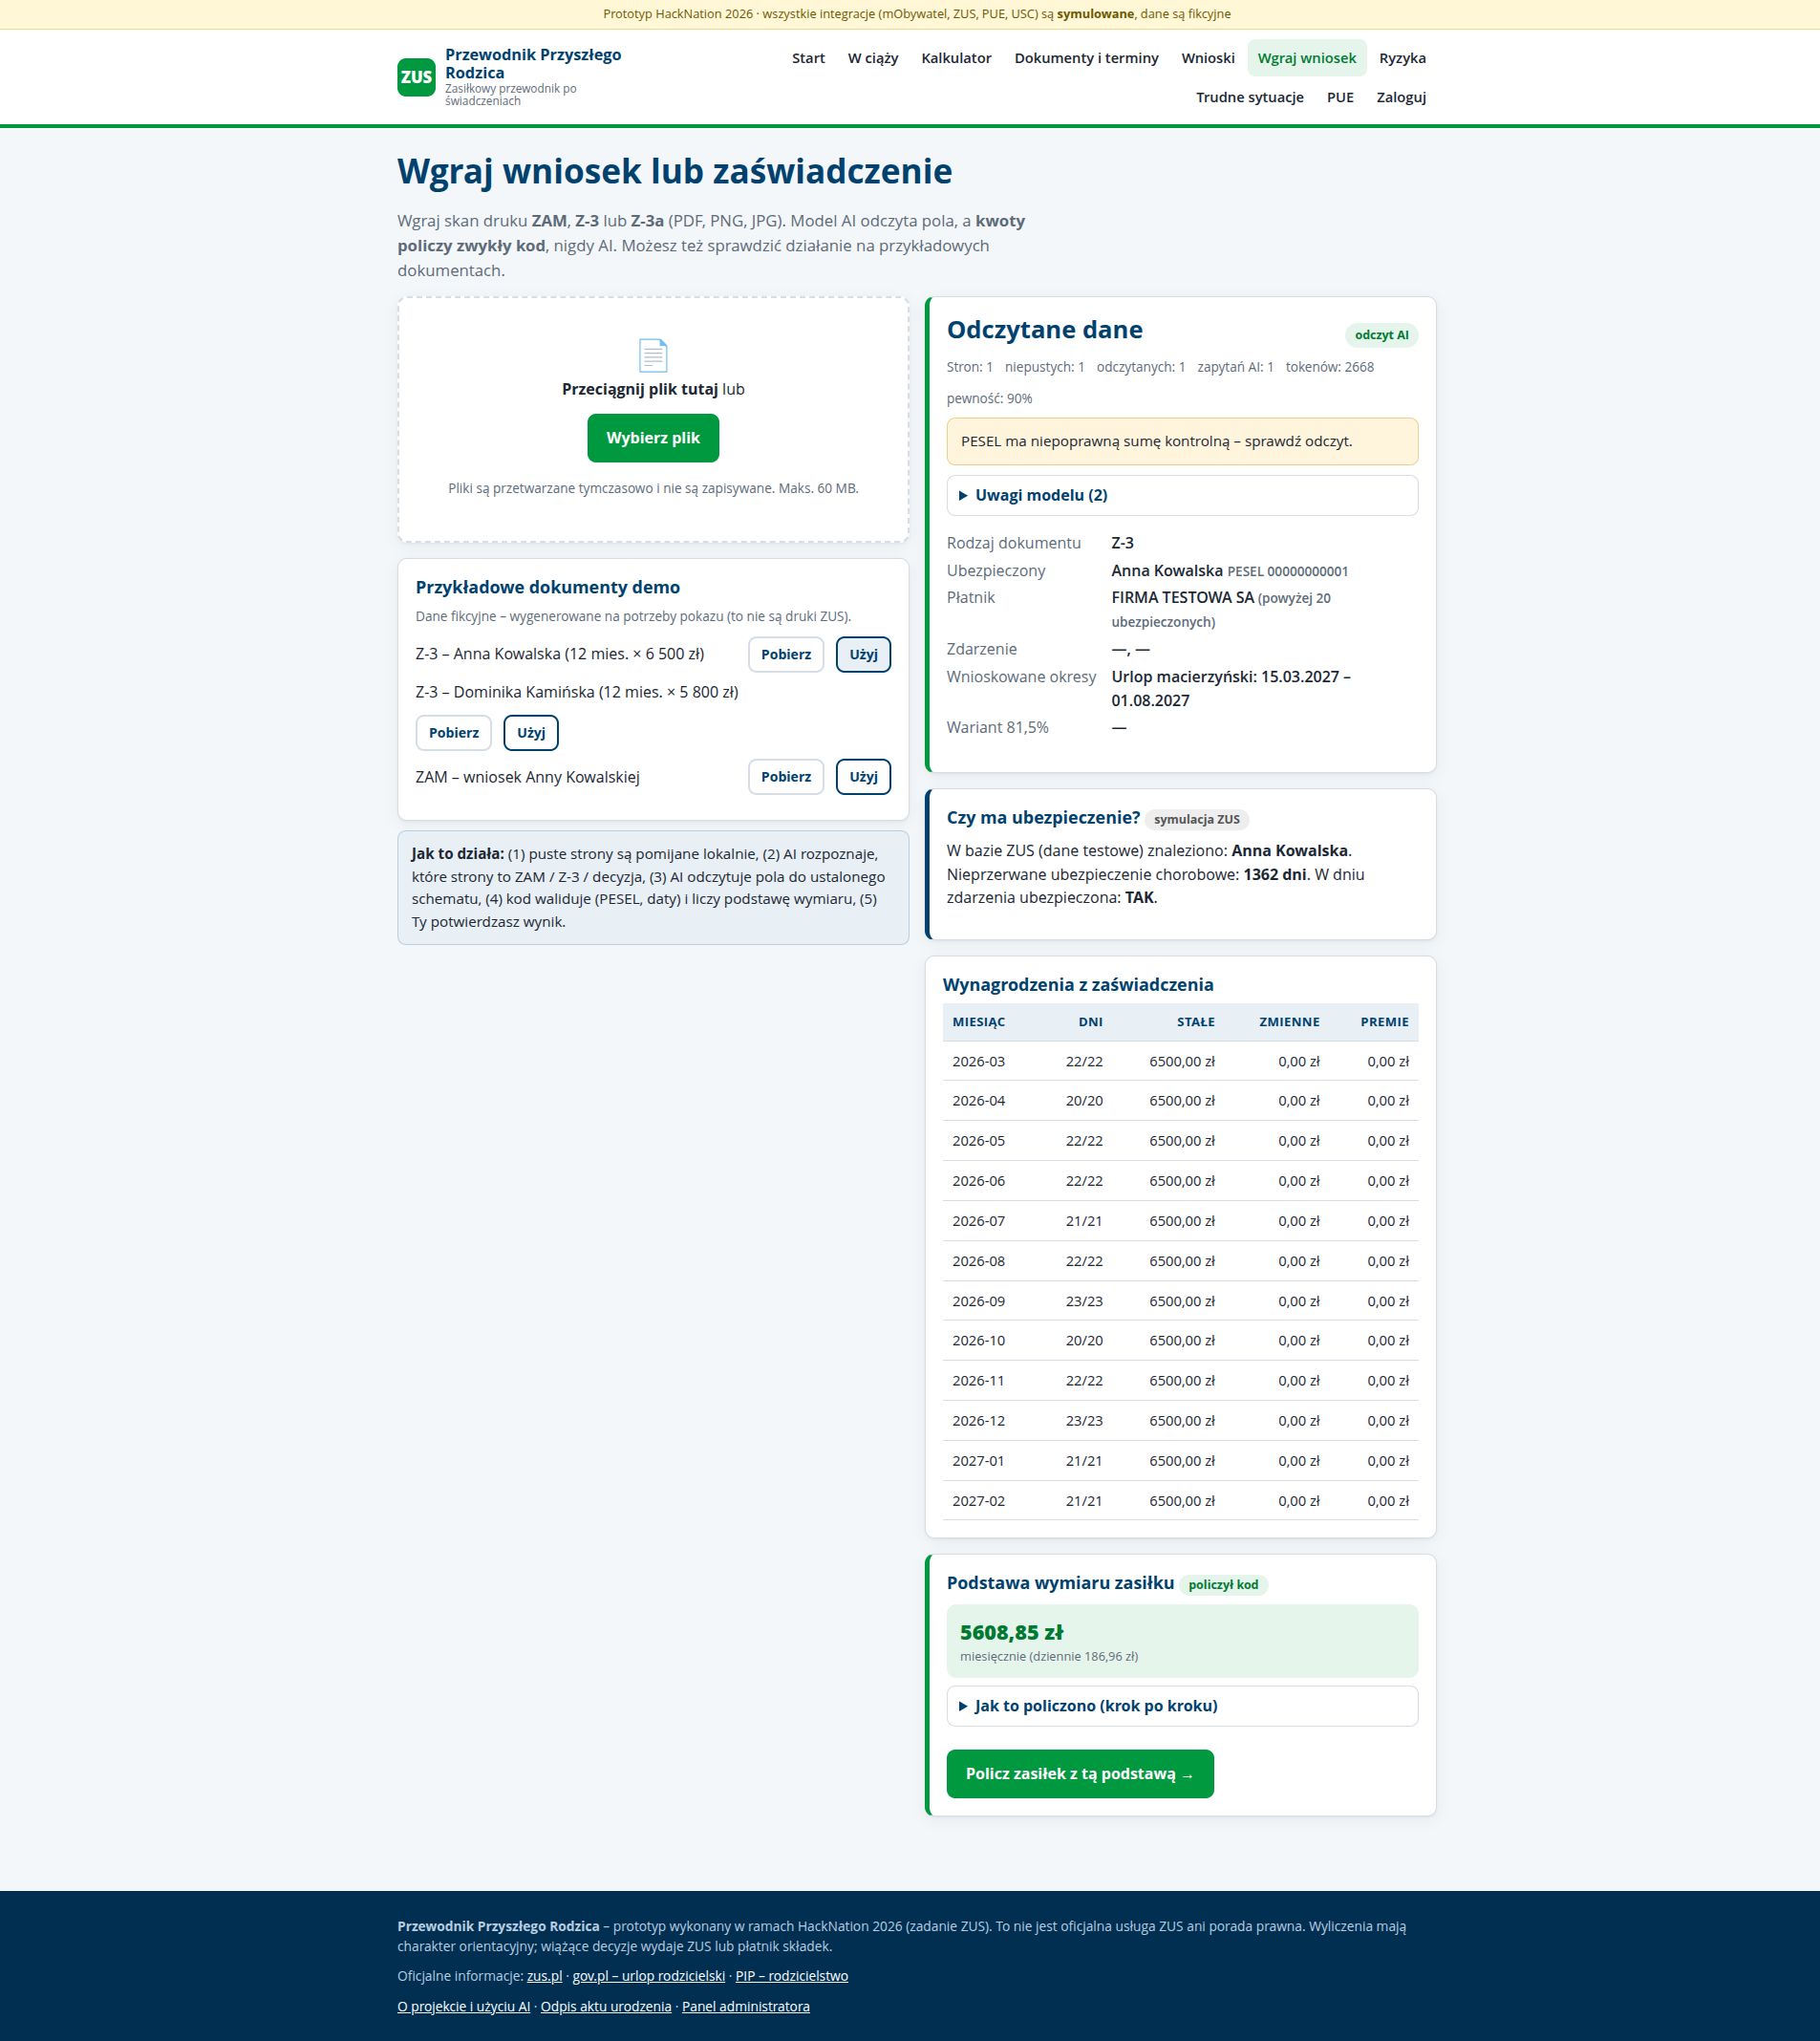 Prototyp HackNation 2026 · wszystkie integracje (mObywatel, ZUS, PUE, USC) są symulowane, dane są fikcyjne
ZUS
Przewodnik Przyszłego
Rodzica
Zasiłkowy przewodnik po
świadczeniach
Start W ciąży Kalkulator Dokumenty i terminy Wnioski Wgraj wniosek Ryzyka
Trudne sytuacje PUE Zaloguj
Wgraj wniosek lub zaświadczenie
Wgraj skan druku ZAM, Z-3 lub Z-3a (PDF, PNG, JPG). Model AI odczyta pola, a kwoty
policzy zwykły kod, nigdy AI. Możesz też sprawdzić działanie na przykładowych
dokumentach.
Przeciągnij plik tutaj lub
Wybierz plik
Pliki są przetwarzane tymczasowo i nie są zapisywane. Maks. 60 MB.
Przykładowe dokumenty demo
Dane fikcyjne – wygenerowane na potrzeby pokazu (to nie są druki ZUS).
Z-3 – Anna Kowalska (12 mies. × 6 500 zł) Pobierz Użyj
Z-3 – Dominika Kamińska (12 mies. × 5 800 zł)
Pobierz Użyj
ZAM – wniosek Anny Kowalskiej Pobierz Użyj
Jak to działa: (1) puste strony są pomijane lokalnie, (2) AI rozpoznaje,
które strony to ZAM / Z-3 / decyzja, (3) AI odczytuje pola do ustalonego
schematu, (4) kod waliduje (PESEL, daty) i liczy podstawę wymiaru, (5)
Ty potwierdzasz wynik.
Odczytane dane odczyt AI
Stron: 1 niepustych: 1 odczytanych: 1 zapytań AI: 1 tokenów: 2668
pewność: 90%
PESEL ma niepoprawną sumę kontrolną – sprawdź odczyt.
▶ Uwagi modelu (2)
Rodzaj dokumentu Z-3
Ubezpieczony Anna Kowalska PESEL 00000000001
Płatnik FIRMA TESTOWA SA (powyżej 20
ubezpieczonych)
Zdarzenie —, —
Wnioskowane okresy Urlop macierzyński: 15.03.2027 –
01.08.2027
Wariant 81,5% —
Czy ma ubezpieczenie? symulacja ZUS
W bazie ZUS (dane testowe) znaleziono: Anna Kowalska.
Nieprzerwane ubezpieczenie chorobowe: 1362 dni. W dniu
zdarzenia ubezpieczona: TAK.
Wynagrodzenia z zaświadczenia
MIESIĄC DNI STAŁE ZMIENNE PREMIE
2026-03 22/22 6500,00 zł 0,00 zł 0,00 zł
2026-04 20/20 6500,00 zł 0,00 zł 0,00 zł
2026-05 22/22 6500,00 zł 0,00 zł 0,00 zł
2026-06 22/22 6500,00 zł 0,00 zł 0,00 zł
2026-07 21/21 6500,00 zł 0,00 zł 0,00 zł
2026-08 22/22 6500,00 zł 0,00 zł 0,00 zł
2026-09 23/23 6500,00 zł 0,00 zł 0,00 zł
2026-10 20/20 6500,00 zł 0,00 zł 0,00 zł
2026-11 22/22 6500,00 zł 0,00 zł 0,00 zł
2026-12 23/23 6500,00 zł 0,00 zł 0,00 zł
2027-01 21/21 6500,00 zł 0,00 zł 0,00 zł
2027-02 21/21 6500,00 zł 0,00 zł 0,00 zł
Podstawa wymiaru zasiłku policzył kod
5608,85 zł
miesięcznie (dziennie 186,96 zł)
▶ Jak to policzono (krok po kroku)
Policz zasiłek z tą podstawą →
Przewodnik Przyszłego Rodzica – prototyp wykonany w ramach HackNation 2026 (zadanie ZUS). To nie jest oficjalna usługa ZUS ani porada prawna. Wyliczenia mają
charakter orientacyjny; wiążące decyzje wydaje ZUS lub płatnik składek.
Oficjalne informacje: zus.pl · gov.pl – urlop rodzicielski · PIP – rodzicielstwo
O projekcie i użyciu AI · Odpis aktu urodzenia · Panel administratora